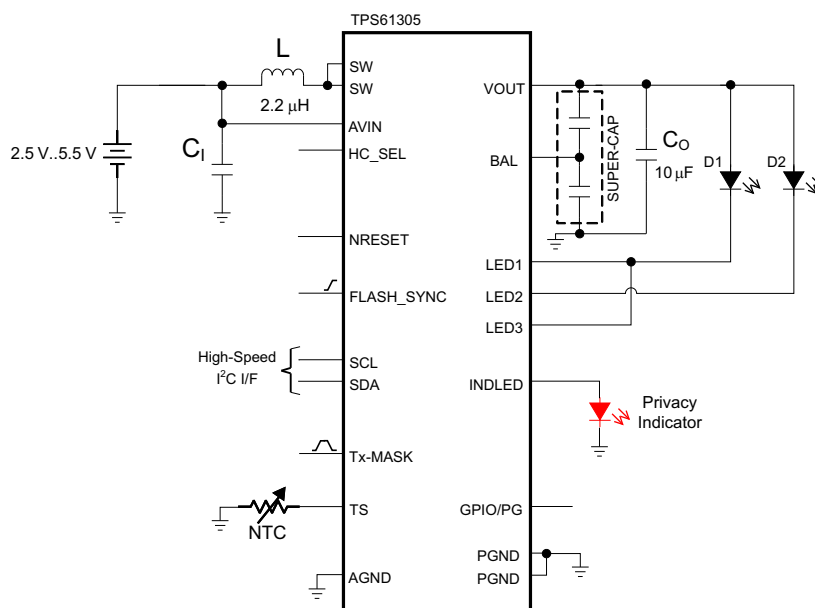 TPS61305
L
SW
SW
2.2 μH
AVIN
C_I
HC_SEL
2.5 V..5.5 V
NRESET
FLASH_SYNC
High-Speed
I²C I/F
SCL
SDA
Tx-MASK
TS
NTC
AGND
VOUT
BAL
SUPER-CAP
C_O
10 μF
D1
D2
LED1
LED2
LED3
INDLED
Privacy
Indicator
GPIO/PG
PGND
PGND